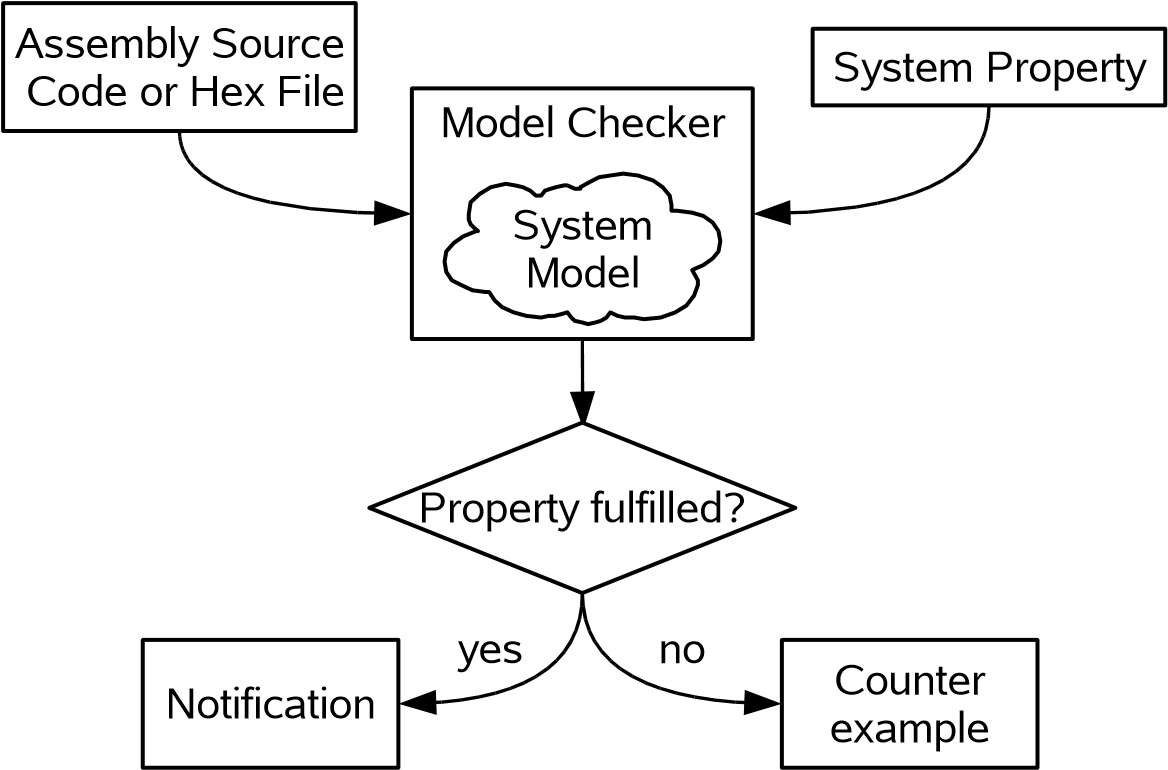 Assembly Source
Code or Hex File
System Property
Model Checker
System
Model
Property fulfilled?
yes
no
Notification
Counter
example